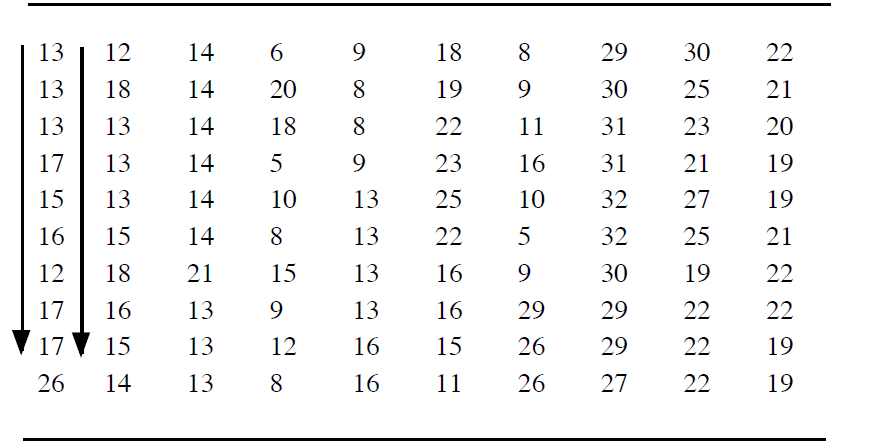 13 12 14 6 9 18 8 29 30 22
13 18 14 20 8 19 9 30 25 21
13 13 14 18 8 22 11 31 23 20
17 13 14 5 9 23 16 31 21 19
15 13 14 10 13 25 10 32 27 19
16 15 14 8 13 22 5 32 25 21
12 18 21 15 13 16 9 30 19 22
17 16 13 9 13 16 29 29 22 22
17 15 13 12 16 15 26 29 22 19
26 14 13 8 16 11 26 27 22 19